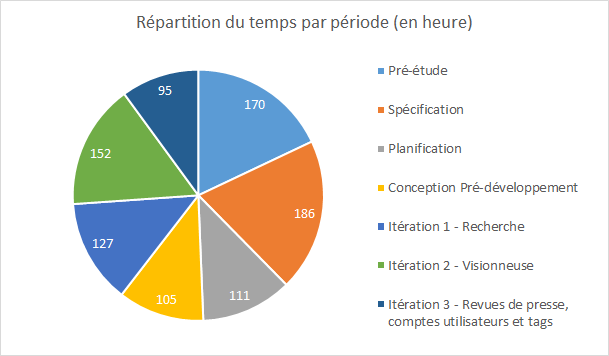 Répartition du temps par période (en heure)
170
186
111
105
127
152
95
Pré-étude
Spécification
Planification
Conception Pré-développement
Itération 1 - Recherche
Itération 2 - Visionneuse
Itération 3 - Revues de presse,
comptes utilisateurs et tags